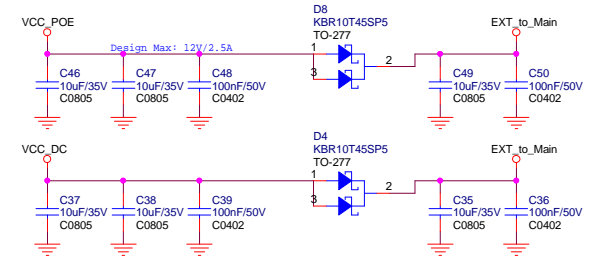 D8
VCC_POE
KBR10T45SP5
EXT_to_Main
TO-277
Design Max: 12V/2.5A
1
2
3
C46
C47
C48
C49
C50
10uF/35V
10uF/35V
100nF/50V
10uF/35V
100nF/50V
C0805
C0805
C0402
C0805
C0402
D4
VCC_DC
KBR10T45SP5
EXT_to_Main
TO-277
1
2
3
C37
C38
C39
C35
C36
10uF/35V
10uF/35V
100nF/50V
10uF/35V
100nF/50V
C0805
C0805
C0402
C0805
C0402